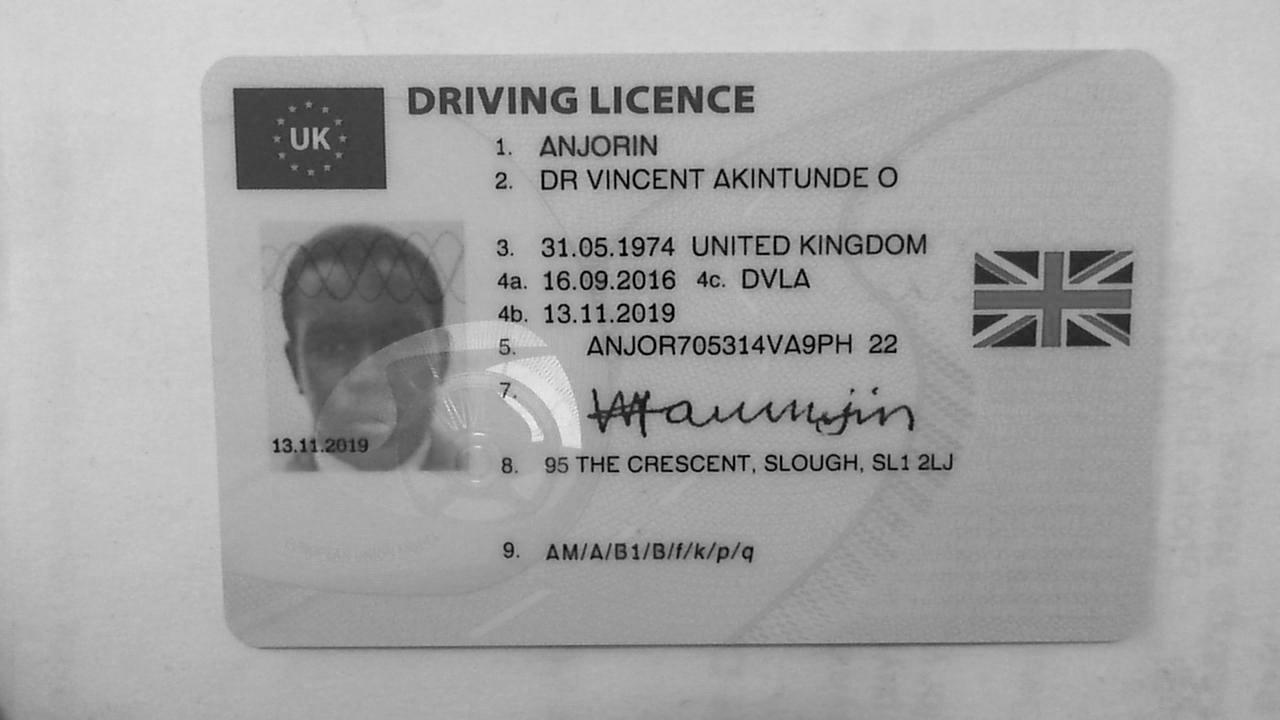 UK
DRIVING LICENCE
1. ANJORIN
2. DR VINCENT AKINTUNDE O
3. 31.05.1974 UNITED KINGDOM
4a. 16.09.2016 4c. DVLA
4b. 13.11.2019
5. ANJOR705314VA9PH 22
7.
13.11.2019
8. 95 THE CRESCENT, SLOUGH, SL1 2LJ
9. AM/A/B1/B/f/k/p/q